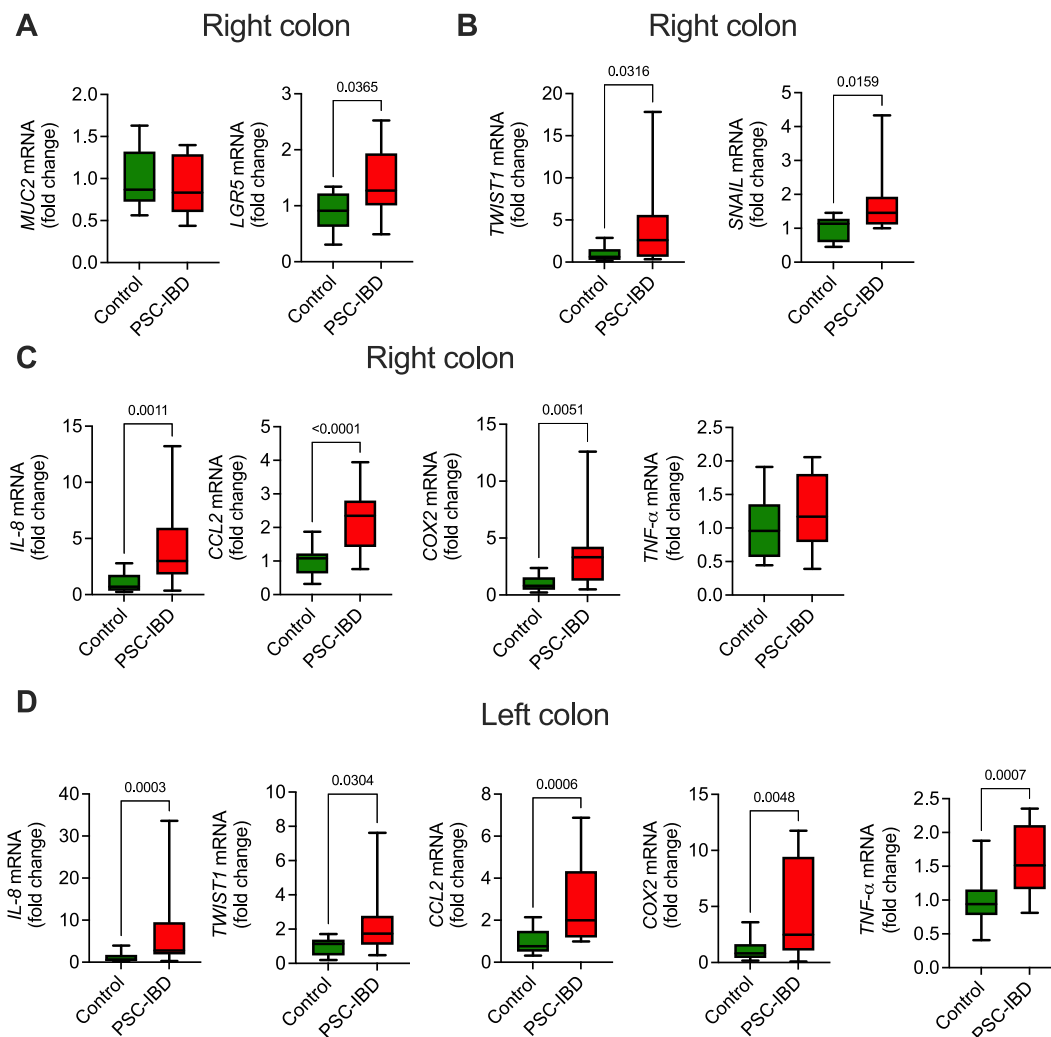 A
Right colon
B
Right colon
MUC2 mRNA
(fold change)
2.0
1.5
1.0
0.5
0.0
Control
PSC-IBD
LGR5 mRNA
(fold change)
3
2
1
0
0.0365
Control
PSC-IBD
TWIST1 mRNA
(fold change)
20
15
10
5
0
0.0316
Control
PSC-IBD
SNAIL mRNA
(fold change)
5
4
3
2
1
0
0.0159
Control
PSC-IBD
C
Right colon
IL-8 mRNA
(fold change)
15
10
5
0
0.0011
Control
PSC-IBD
CCL2 mRNA
(fold change)
5
4
3
2
1
0
<0.0001
Control
PSC-IBD
COX2 mRNA
(fold change)
15
10
5
0
0.0051
Control
PSC-IBD
TNF-α mRNA
(fold change)
2.5
2.0
1.5
1.0
0.5
0.0
Control
PSC-IBD
D
Left colon
IL-8 mRNA
(fold change)
40
30
20
10
0
0.0003
Control
PSC-IBD
TWIST1 mRNA
(fold change)
10
8
6
4
2
0
0.0304
Control
PSC-IBD
CCL2 mRNA
(fold change)
8
6
4
2
0
0.0006
Control
PSC-IBD
COX2 mRNA
(fold change)
15
10
5
0
0.0048
Control
PSC-IBD
TNF-α mRNA
(fold change)
2.5
2.0
1.5
1.0
0.5
0.0
0.0007
Control
PSC-IBD